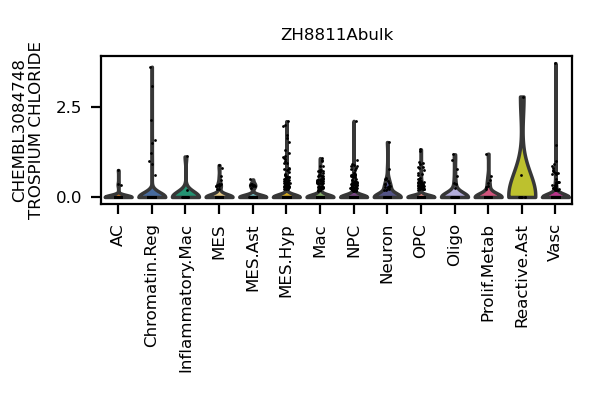 ZH8811Abulk
CHEMBL3084748
TROSPIUM CHLORIDE
2.5
0.0
AC
Chromatin.Reg
Inflammatory.Mac
MES
MES.Ast
MES.Hyp
Mac
NPC
Neuron
OPC
Oligo
Prolif.Metab
Reactive.Ast
Vasc